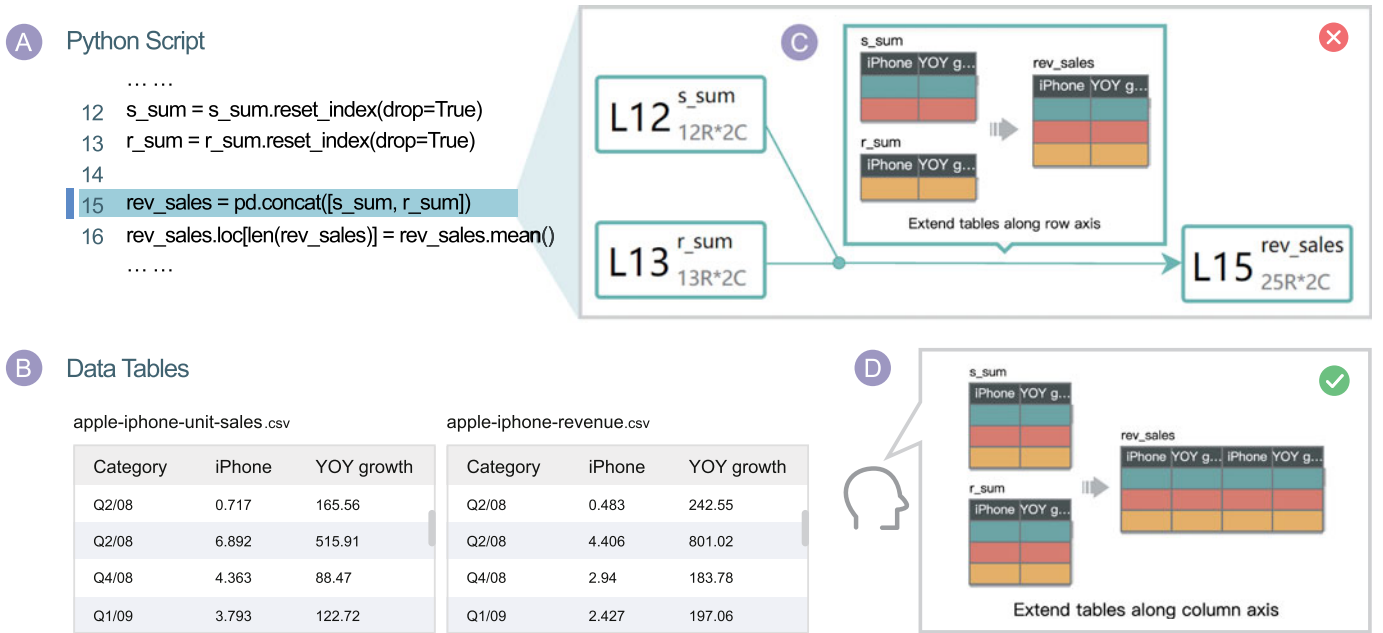 A Python Script
… …
12 s_sum = s_sum.reset_index(drop=True)
13 r_sum = r_sum.reset_index(drop=True)
14
15 rev_sales = pd.concat([s_sum, r_sum])
16 rev_sales.loc[len(rev_sales)] = rev_sales.mean()
… …
C
L12 s_sum
12R*2C
L13 r_sum
13R*2C
s_sum
iPhone YOY g...
r_sum
iPhone YOY g...
rev_sales
iPhone YOY g...
Extend tables along row axis
L15 rev_sales
25R*2C
B Data Tables
apple-iphone-unit-sales.csv
Category iPhone YOY growth
Q2/08 0.717 165.56
Q2/08 6.892 515.91
Q4/08 4.363 88.47
Q1/09 3.793 122.72
apple-iphone-revenue.csv
Category iPhone YOY growth
Q2/08 0.483 242.55
Q2/08 4.406 801.02
Q4/08 2.94 183.78
Q1/09 2.427 197.06
D
s_sum
iPhone YOY g...
r_sum
iPhone YOY g...
rev_sales
iPhone YOY g... iPhone YOY g...
Extend tables along column axis